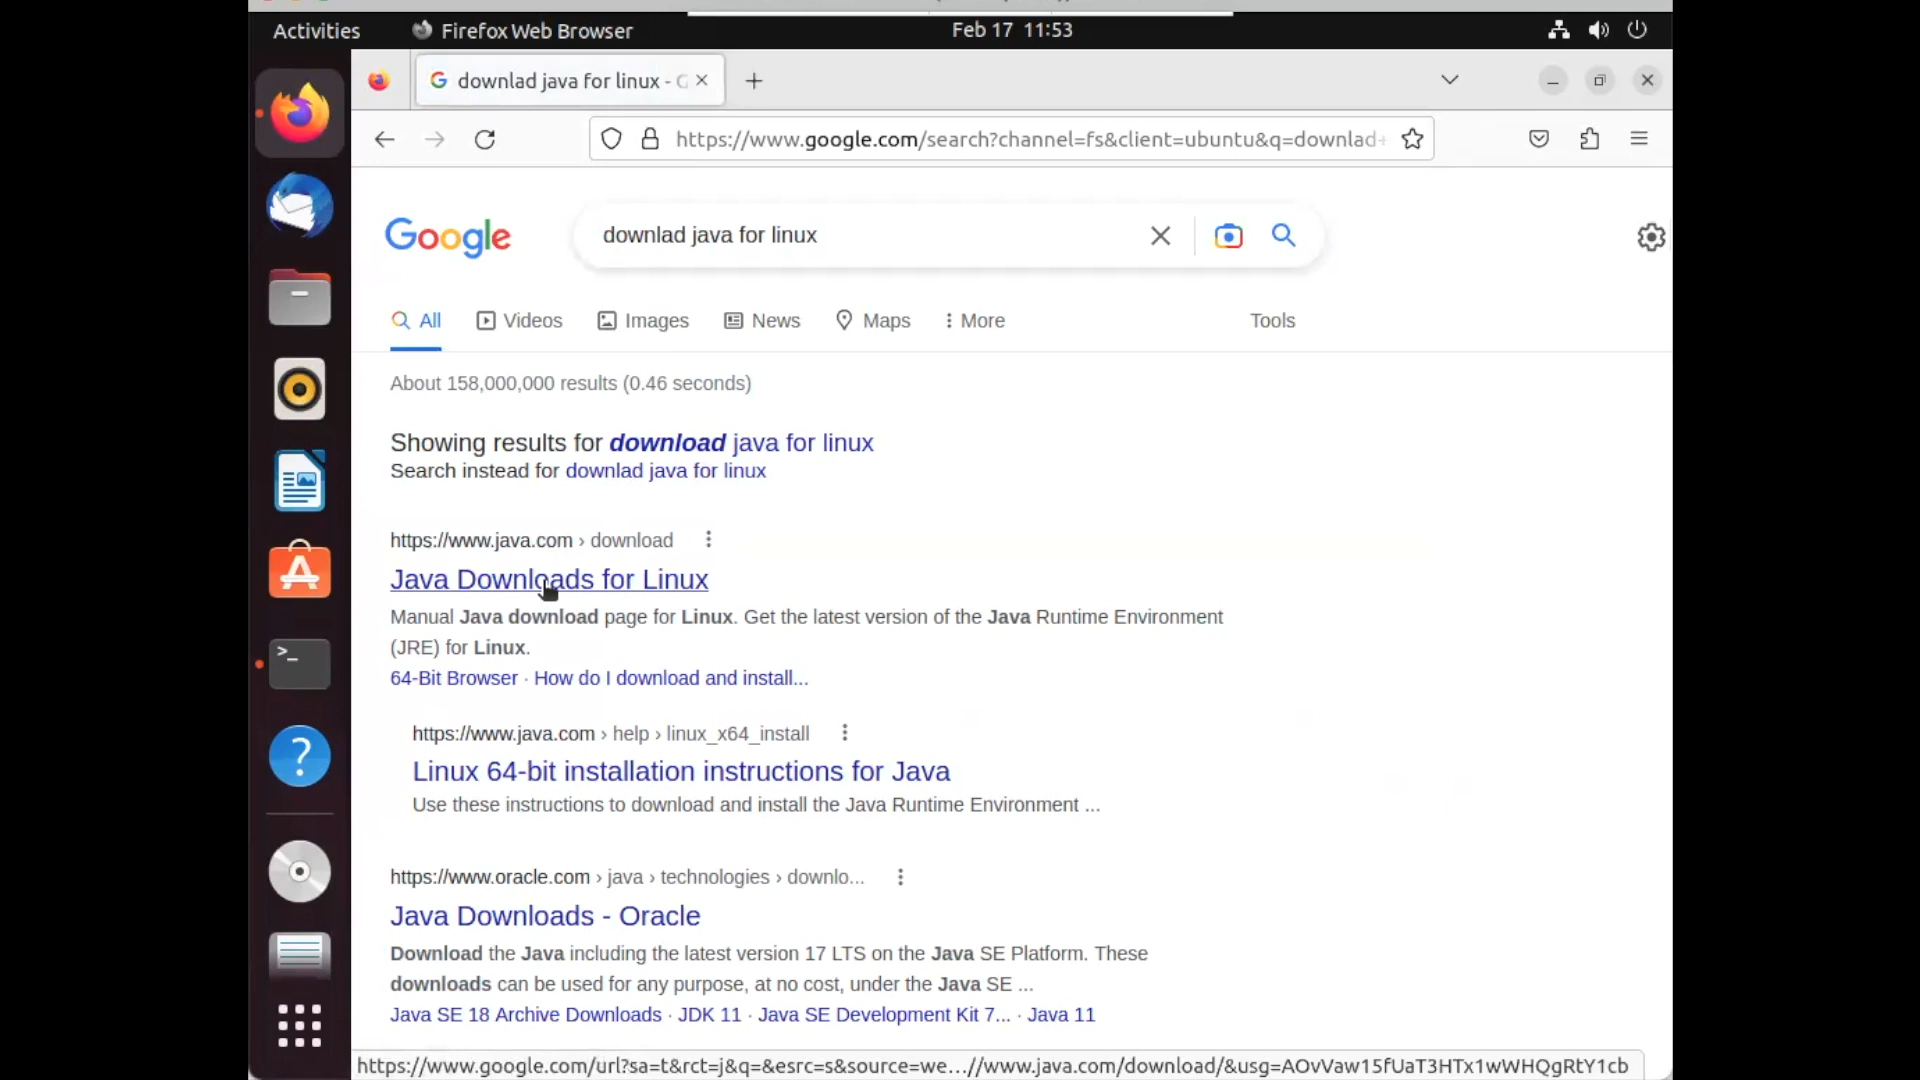 Activities
Firefox Web Browser
Feb 17 11:53
downlad java for linux - G
https://www.google.com/search?channel=fs&client=ubuntu&q=downlad+
Google
downlad java for linux
All
Videos
Images
News
Maps
More
Tools
About 158,000,000 results (0.46 seconds)
Showing results for download java for linux
Search instead for downlad java for linux
https://www.java.com › download
Java Downloads for Linux
Manual Java download page for Linux. Get the latest version of the Java Runtime Environment
(JRE) for Linux.
64-Bit Browser · How do I download and install...
https://www.java.com › help › linux_x64_install
Linux 64-bit installation instructions for Java
Use these instructions to download and install the Java Runtime Environment ...
https://www.oracle.com › java › technologies › downlo...
Java Downloads - Oracle
Download the Java including the latest version 17 LTS on the Java SE Platform. These
downloads can be used for any purpose, at no cost, under the Java SE ...
Java SE 18 Archive Downloads · JDK 11 · Java SE Development Kit 7... · Java 11
https://www.google.com/url?sa=t&rct=j&q=&esrc=s&source=we...//www.java.com/download/&usg=AOvVaw15fUaT3HTx1wWHQgRtY1cb